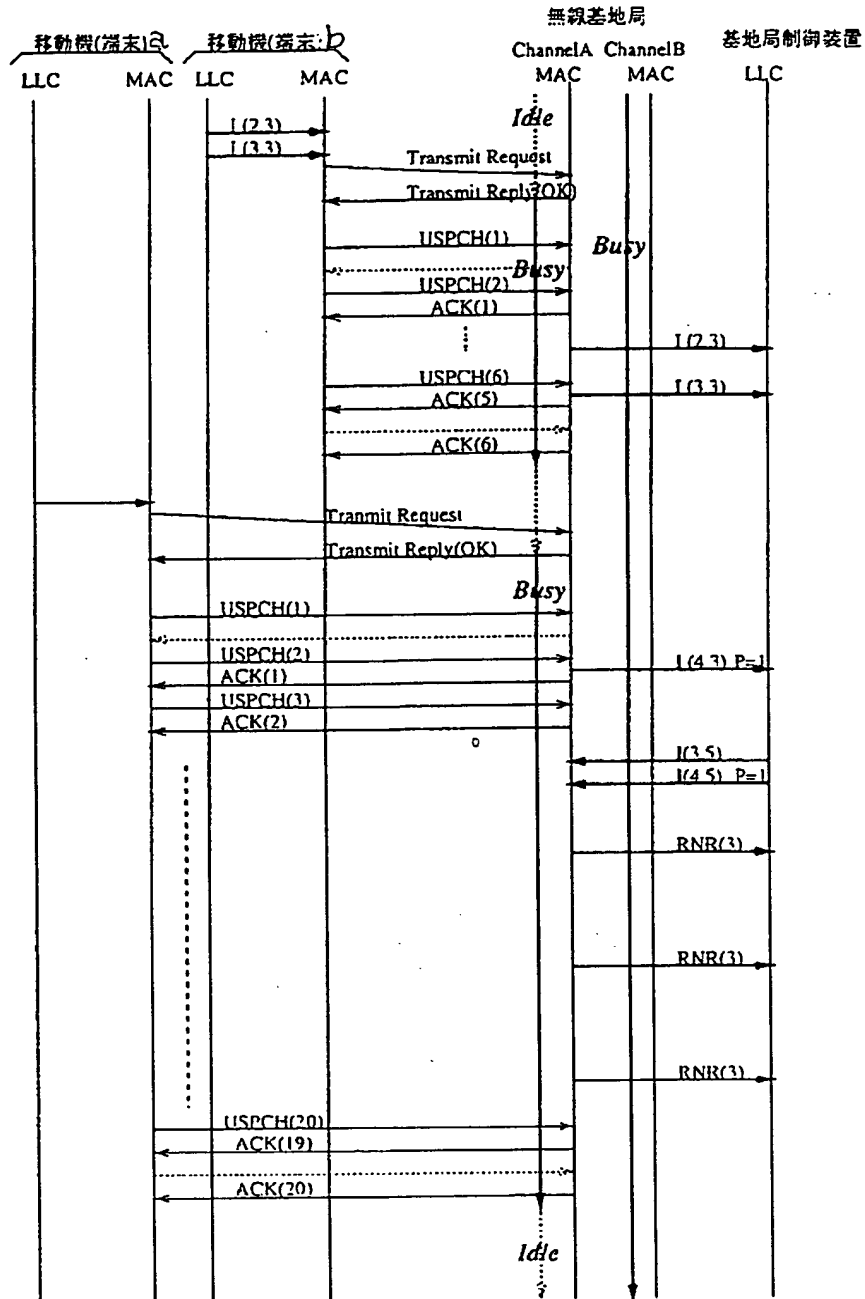 無線基地局
移動機(端末)a 移動機(端末)b ChannelA ChannelB 基地局制御装置
LLC MAC LLC MAC MAC MAC LLC
Idle
I(2,3)
I(3,3)
Transmit Request
Transmit Reply(OK)
USPCH(1)
Busy
Busy
USPCH(2)
ACK(1)
I(2,3)
USPCH(6)
I(3,3)
ACK(5)
ACK(6)
Tranmit Request
Transmit Reply(OK)
Busy
USPCH(1)
USPCH(2)
I(4,3) P=1
ACK(1)
USPCH(3)
ACK(2)
I(3,5)
I(4,5) P=1
RNR(3)
RNR(3)
RNR(3)
USPCH(20)
ACK(19)
ACK(20)
Idle